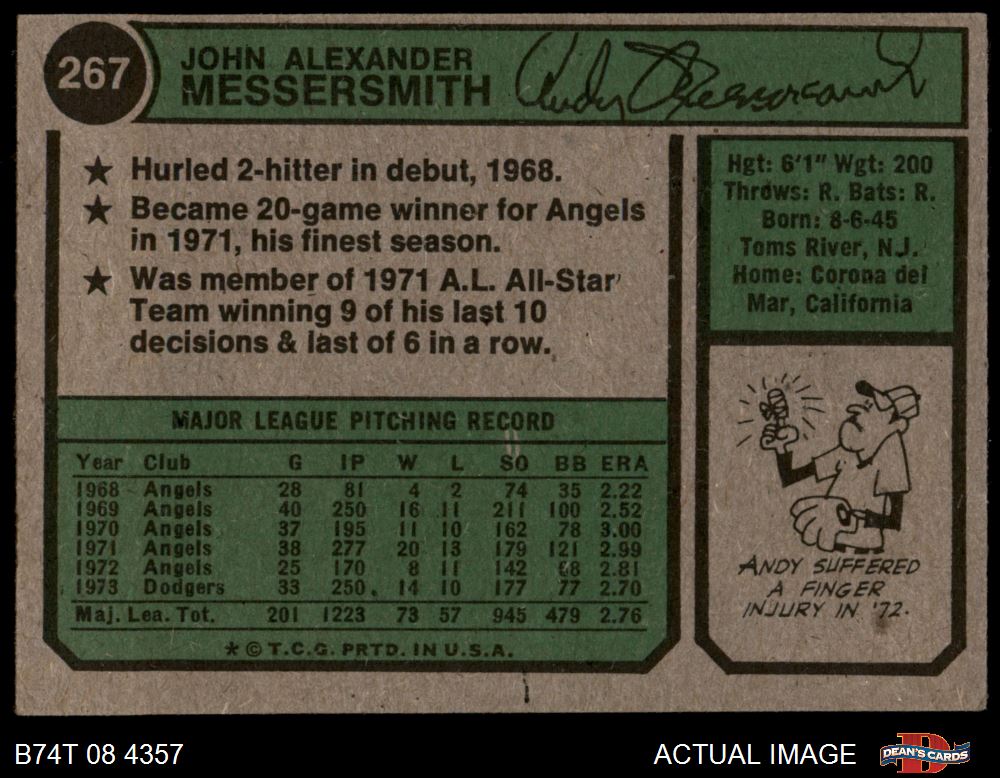 267
JOHN ALEXANDER
MESSERSMITH
Andy Messersmith
★ Hurled 2-hitter in debut, 1968.
★ Became 20-game winner for Angels
in 1971, his finest season.
★ Was member of 1971 A.L. All-Star
Team winning 9 of his last 10
decisions & last of 6 in a row.
Hgt: 6'1" Wgt: 200
Throws: R. Bats: R.
Born: 8-6-45
Toms River, N.J.
Home: Corona del
Mar, California
MAJOR LEAGUE PITCHING RECORD
Year Club G IP W L SO BB ERA
1968 Angels 28 81 4 2 74 35 2.22
1969 Angels 40 250 16 11 211 100 2.52
1970 Angels 37 195 11 10 162 78 3.00
1971 Angels 38 277 20 13 179 121 2.99
1972 Angels 25 170 8 11 142 68 2.81
1973 Dodgers 33 250 14 10 177 77 2.70
Maj. Lea. Tot. 201 1223 73 57 945 479 2.76
* © T.C.G. PRTD. IN U.S.A.
ANDY SUFFERED
A FINGER
INJURY IN '72.
B74T 08 4357
ACTUAL IMAGE
DEAN'S CARDS